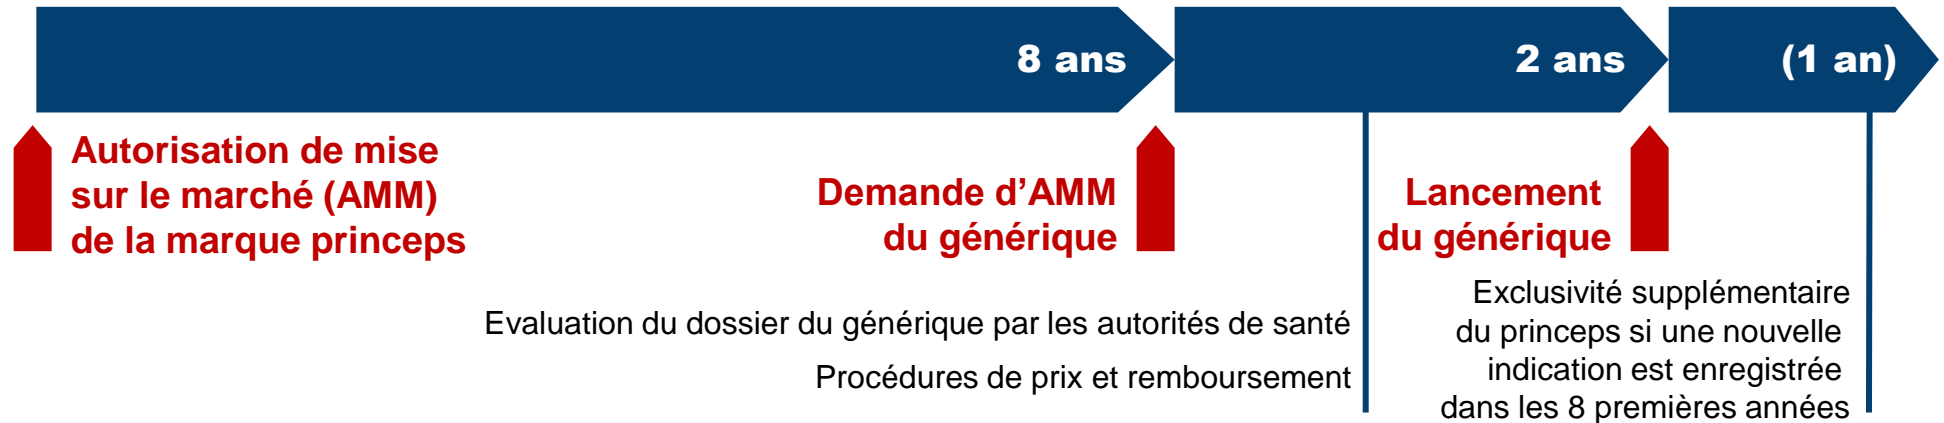 8 ans
2 ans
(1 an)
Autorisation de mise
sur le marché (AMM)
de la marque princeps
Demande d’AMM
du générique
Lancement
du générique
Evaluation du dossier du générique par les autorités de santé
Procédures de prix et remboursement
Exclusivité supplémentaire
du princeps si une nouvelle
indication est enregistrée
dans les 8 premières années